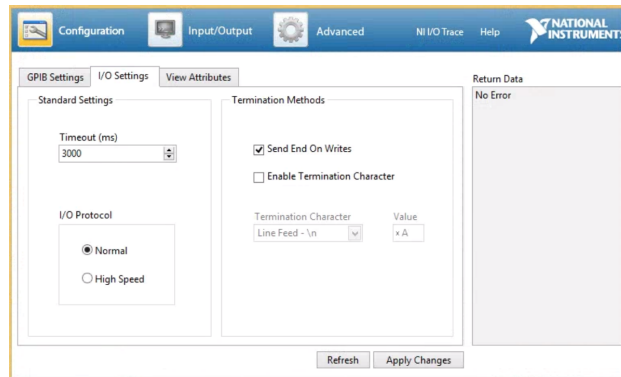 Configuration
Input/Output
Advanced
NI I/O Trace
Help
NATIONAL
INSTRUMENTS
GPIB Settings
I/O Settings
View Attributes
Return Data
No Error
Standard Settings
Timeout (ms)
3000
I/O Protocol
Normal
High Speed
Termination Methods
Send End On Writes
Enable Termination Character
Termination Character
Value
Line Feed - \n
xA
Refresh
Apply Changes